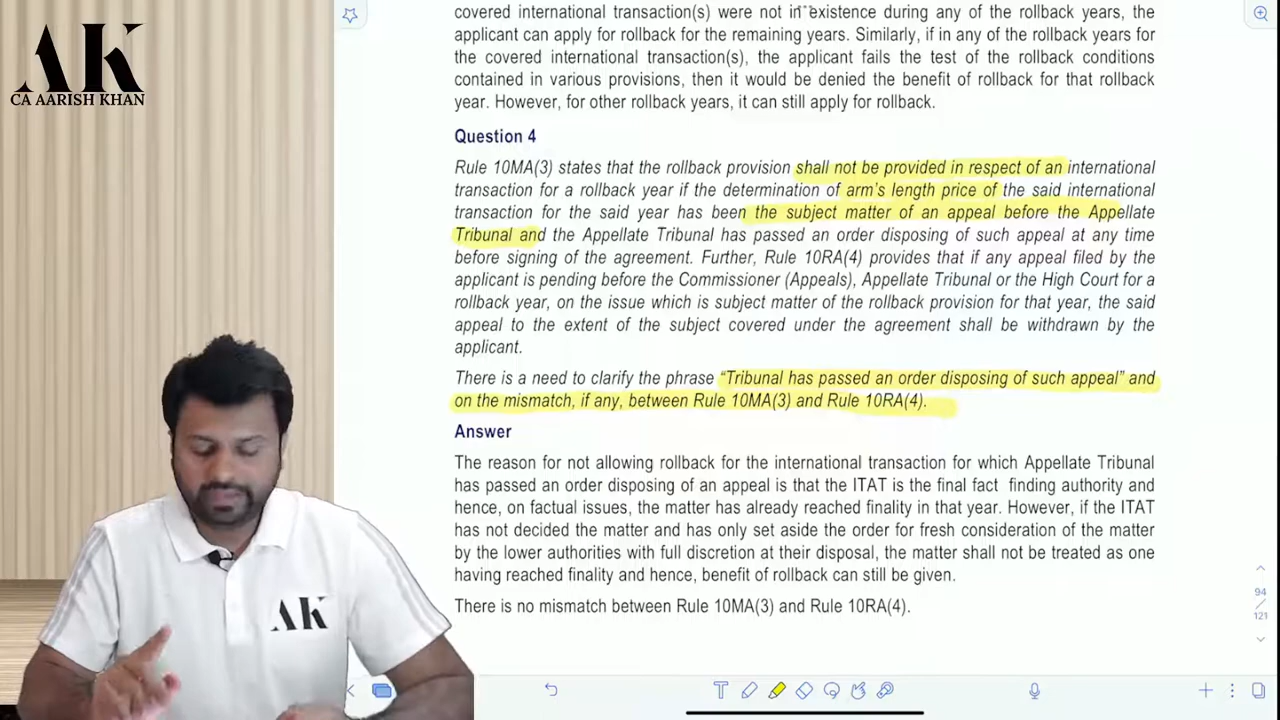 AK
CA AARISH KHAN
covered international transaction(s) were not in existence during any of the rollback years, the
applicant can apply for rollback for the remaining years. Similarly, if in any of the rollback years for
the covered international transaction(s), the applicant fails the test of the rollback conditions
contained in various provisions, then it would be denied the benefit of rollback for that rollback
year. However, for other rollback years, it can still apply for rollback.
Question 4
Rule 10MA(3) states that the rollback provision shall not be provided in respect of an international
transaction for a rollback year if the determination of arm's length price of the said international
transaction for the said year has been the subject matter of an appeal before the Appellate
Tribunal and the Appellate Tribunal has passed an order disposing of such appeal at any time
before signing of the agreement. Further, Rule 10RA(4) provides that if any appeal filed by the
applicant is pending before the Commissioner (Appeals), Appellate Tribunal or the High Court for a
rollback year, on the issue which is subject matter of the rollback provision for that year, the said
appeal to the extent of the subject covered under the agreement shall be withdrawn by the
applicant.
There is a need to clarify the phrase “Tribunal has passed an order disposing of such appeal” and
on the mismatch, if any, between Rule 10MA(3) and Rule 10RA(4).
Answer
The reason for not allowing rollback for the international transaction for which Appellate Tribunal
has passed an order disposing of an appeal is that the ITAT is the final fact finding authority and
hence, on factual issues, the matter has already reached finality in that year. However, if the ITAT
has not decided the matter and has only set aside the order for fresh consideration of the matter
by the lower authorities with full discretion at their disposal, the matter shall not be treated as one
having reached finality and hence, benefit of rollback can still be given.
There is no mismatch between Rule 10MA(3) and Rule 10RA(4).
94
/
121
AK
T